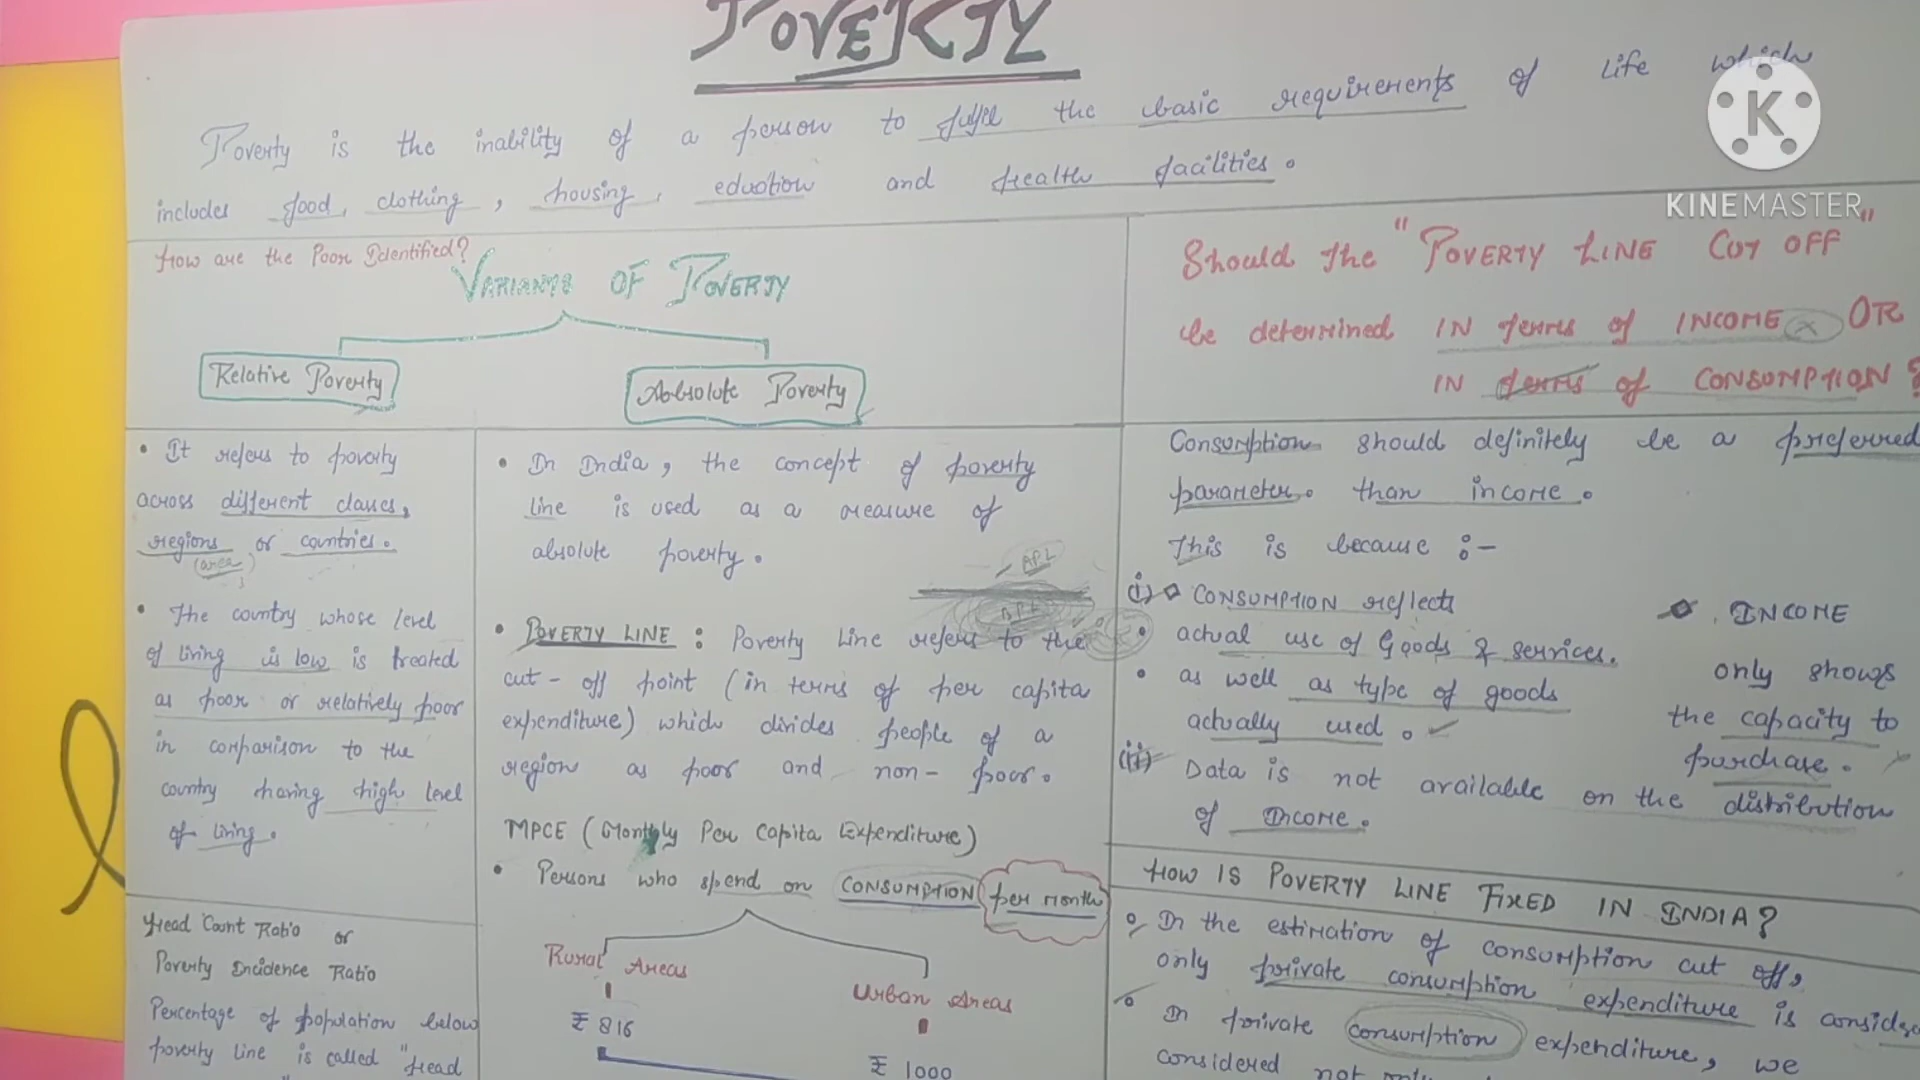 POVERTY
Poverty is the inability of a person to fulfil the basic requirements of life which
includes food, clothing, housing, eduction and health facilities.
K
KINEMASTER
How are the Poor Identified?
VARIANTS OF POVERTY
Relative Poverty
Absolute Poverty
• It refers to poverty
across different classes,
regions or countries.
(area)
• The country whose level
of living is low is treated
as poor or relatively poor
in comparison to the
country having high level
of living.
Head Count Ratio or
Poverty Incidence Ratio
Percentage of population below
poverty line is called "Head
• In India, the concept of poverty
line is used as a measure of
absolute poverty.
APL
BPL
• POVERTY LINE : Poverty Line refers to the
cut-off point (in terms of per capita
expenditure) which divides people of a
region as poor and non-poor.
MPCE (Monthly Per Capita Expenditure)
• Persons who spend on CONSUMPTION per month
Rural Areas
₹ 816
Urban Areas
₹ 1000
Should the "POVERTY LINE CUT OFF"
be determined IN terms of INCOME x OR
IN terms of CONSUMPTION ?
Consumption should definitely be a preferred
parameter. than income.
This is because :-
(i) CONSUMPTION reflects
• actual use of Goods & services.
• as well as type of goods
actually used.
INCOME
only shows
the capacity to
purchase.
(ii) Data is not available on the distribution
of Income.
HOW IS POVERTY LINE FIXED IN INDIA?
In the estimation of consumption cut off,
only private consumption expenditure is
In private consumption expenditure, we
considered not only